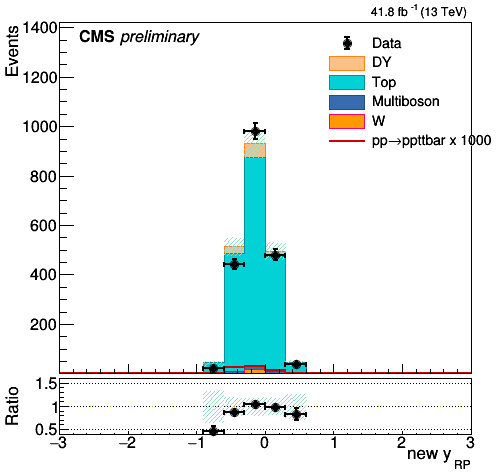 41.8 fb⁻¹ (13 TeV)
CMS preliminary
Events
1400
1200
1000
800
600
400
200
Data
DY
Top
Multiboson
W
pp→ppttbar x 1000
Ratio
1.5
1
0.5
−3 −2 −1 0 1 2 3
new y_RP